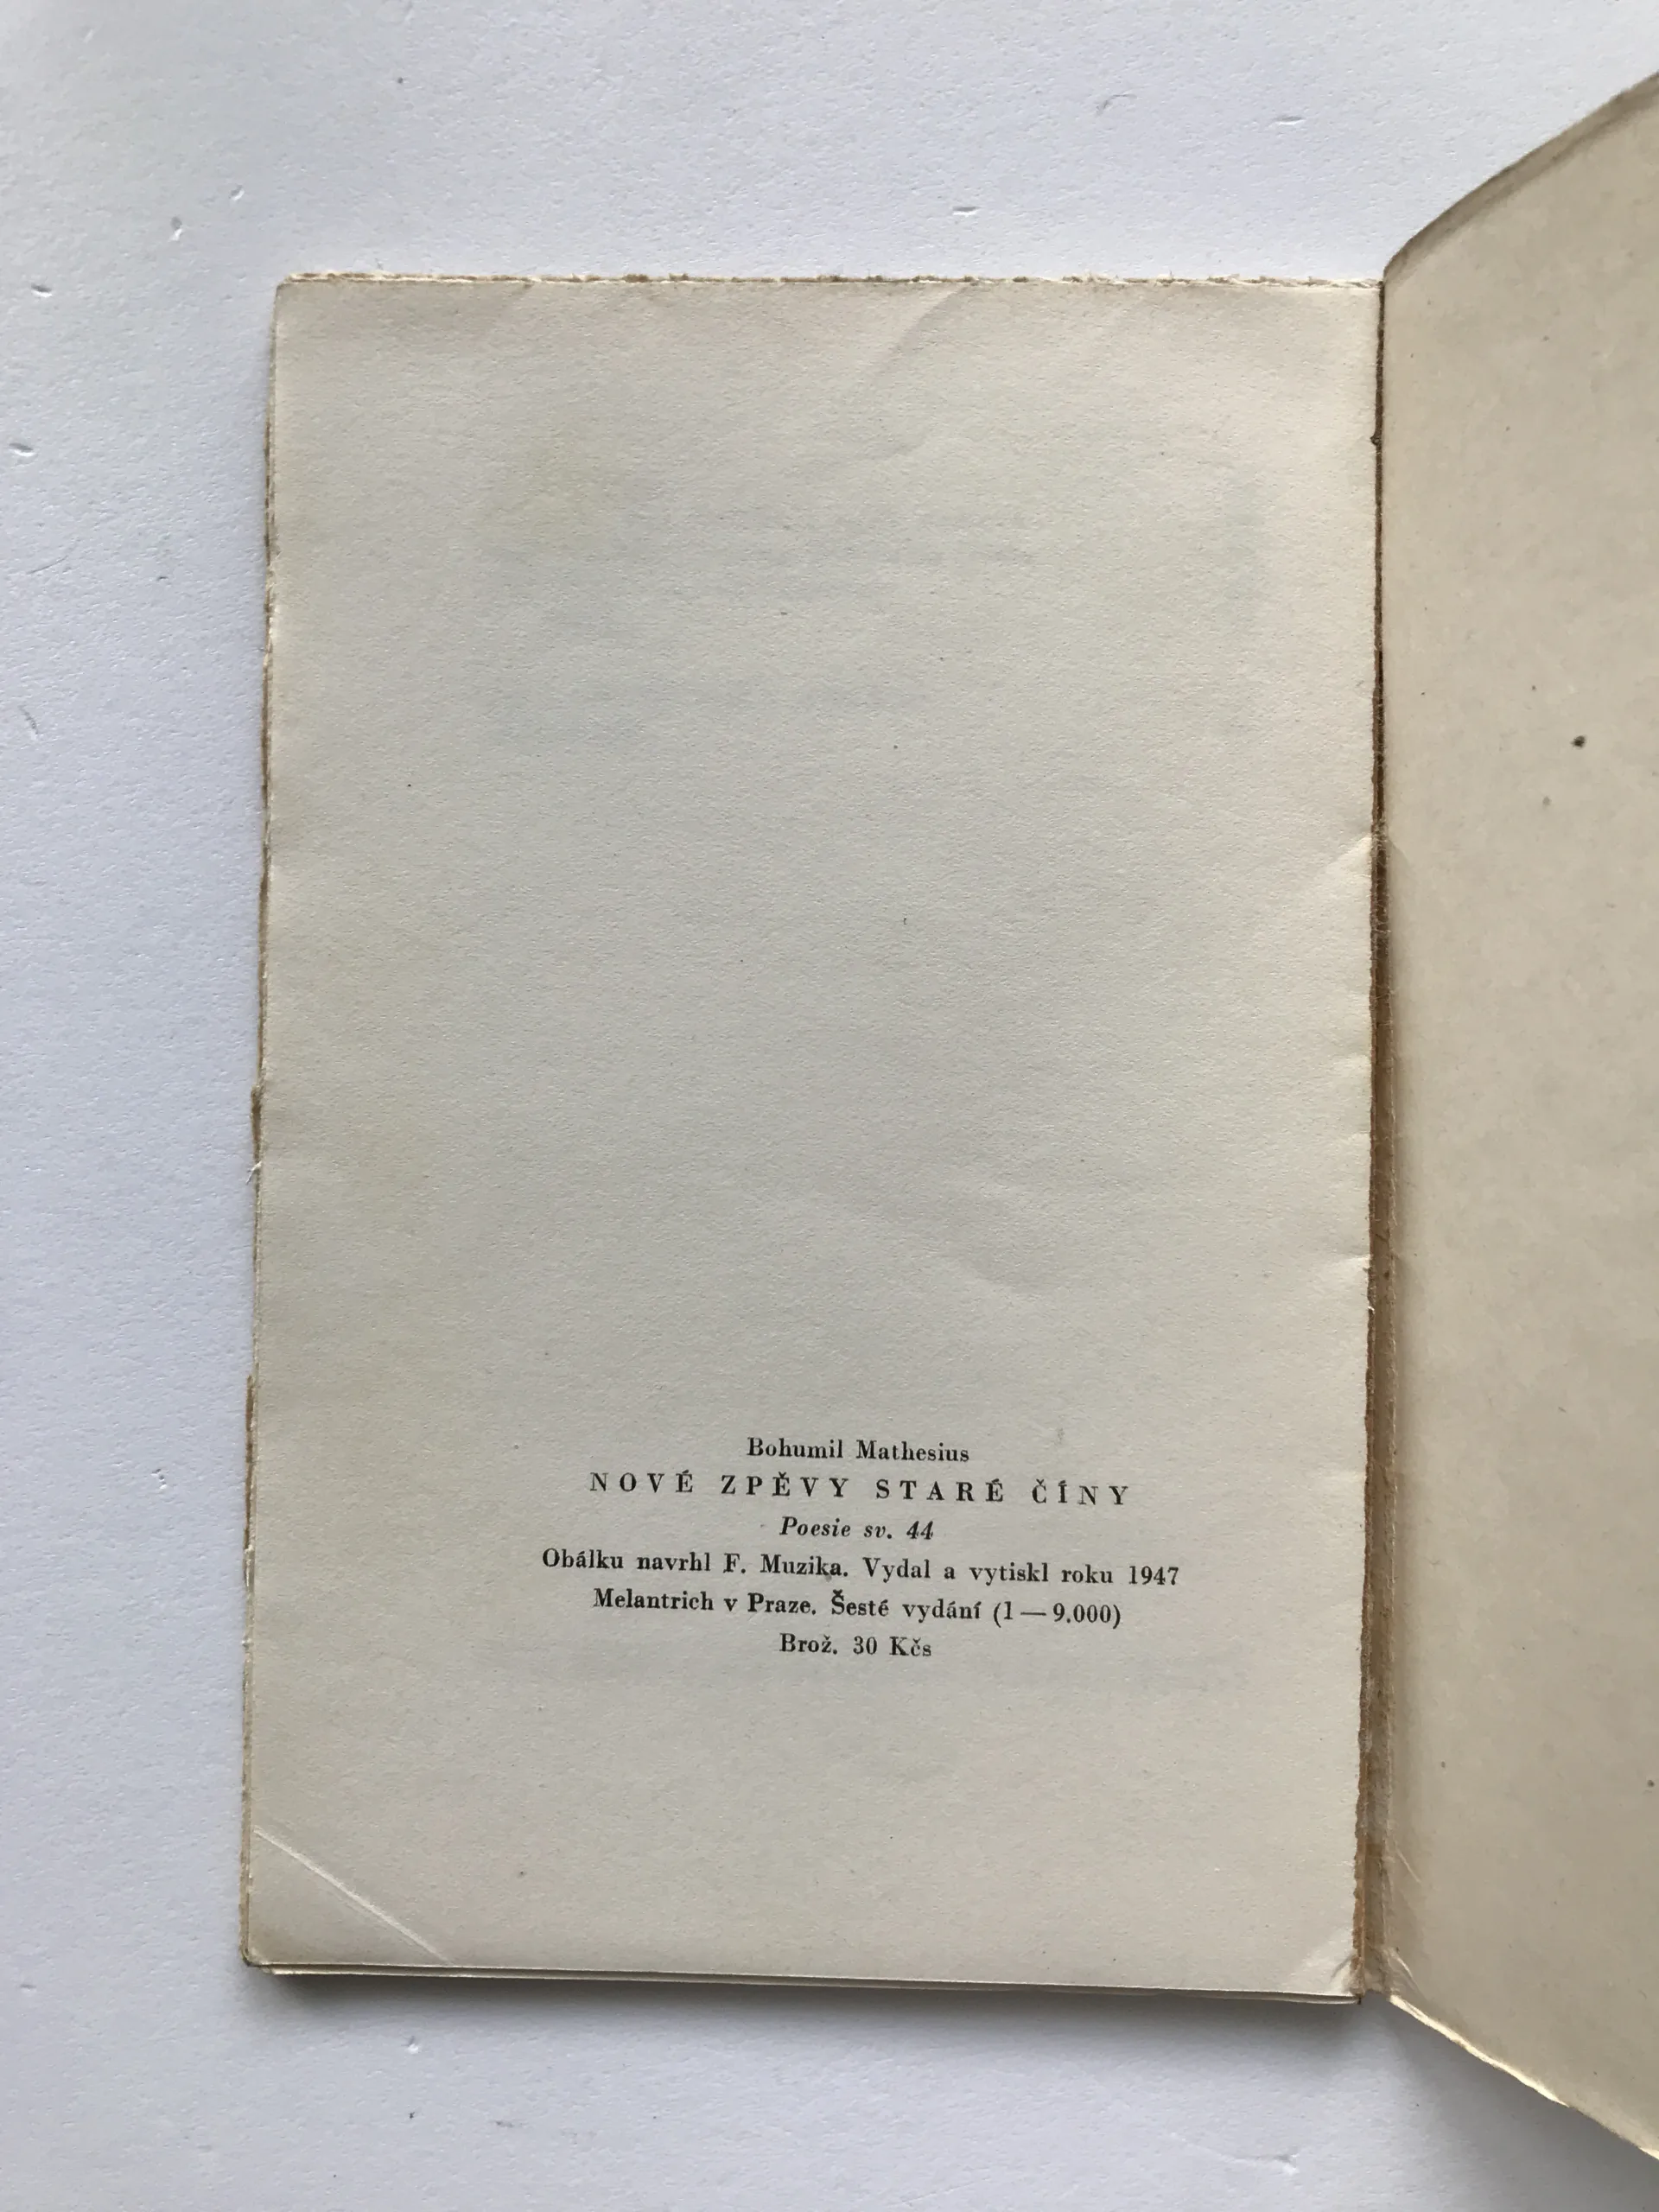 Bohumil Mathesius
NOVÉ ZPĚVY STARÉ ČÍNY
Poesie sv. 44
Obálku navrhl F. Muzika. Vydal a vytiskl roku 1947
Melantrich v Praze. Šesté vydání (1 — 9.000)
Brož. 30 Kčs